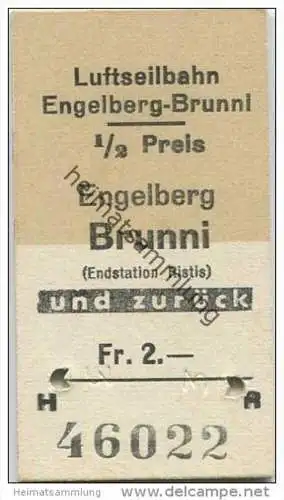 Luftseilbahn
Engelberg-Brunni
1/2 Preis
Engelberg
Brunni
(Endstation Ristis)
und zurück
Fr. 2.—
H R
46022
heimatsammlung.de
Heimatsammlung
delcampe.net